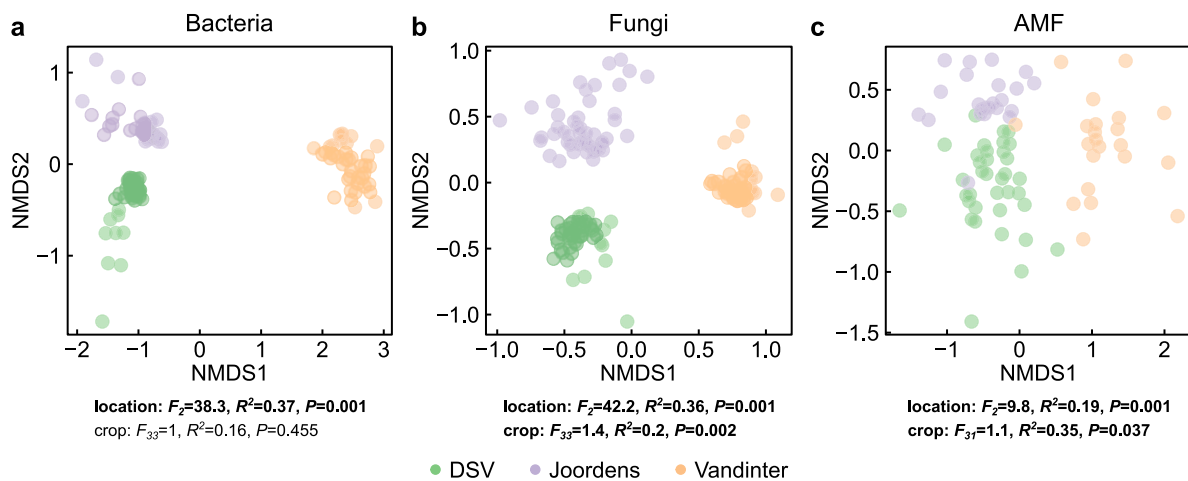 a Bacteria
b Fungi
c AMF
NMDS2
1
0
−1
−2 −1 0 1 2 3
NMDS1
NMDS2
1.0
0.5
0.0
−0.5
−1.0
−1.0 −0.5 0.0 0.5 1.0
NMDS1
NMDS2
0.5
0.0
−0.5
−1.0
−1.5
−1 0 1 2
NMDS1
location: F2=38.3, R²=0.37, P=0.001
crop: F33=1, R²=0.16, P=0.455
location: F2=42.2, R²=0.36, P=0.001
crop: F33=1.4, R²=0.2, P=0.002
location: F2=9.8, R²=0.19, P=0.001
crop: F31=1.1, R²=0.35, P=0.037
DSV Joordens Vandinter